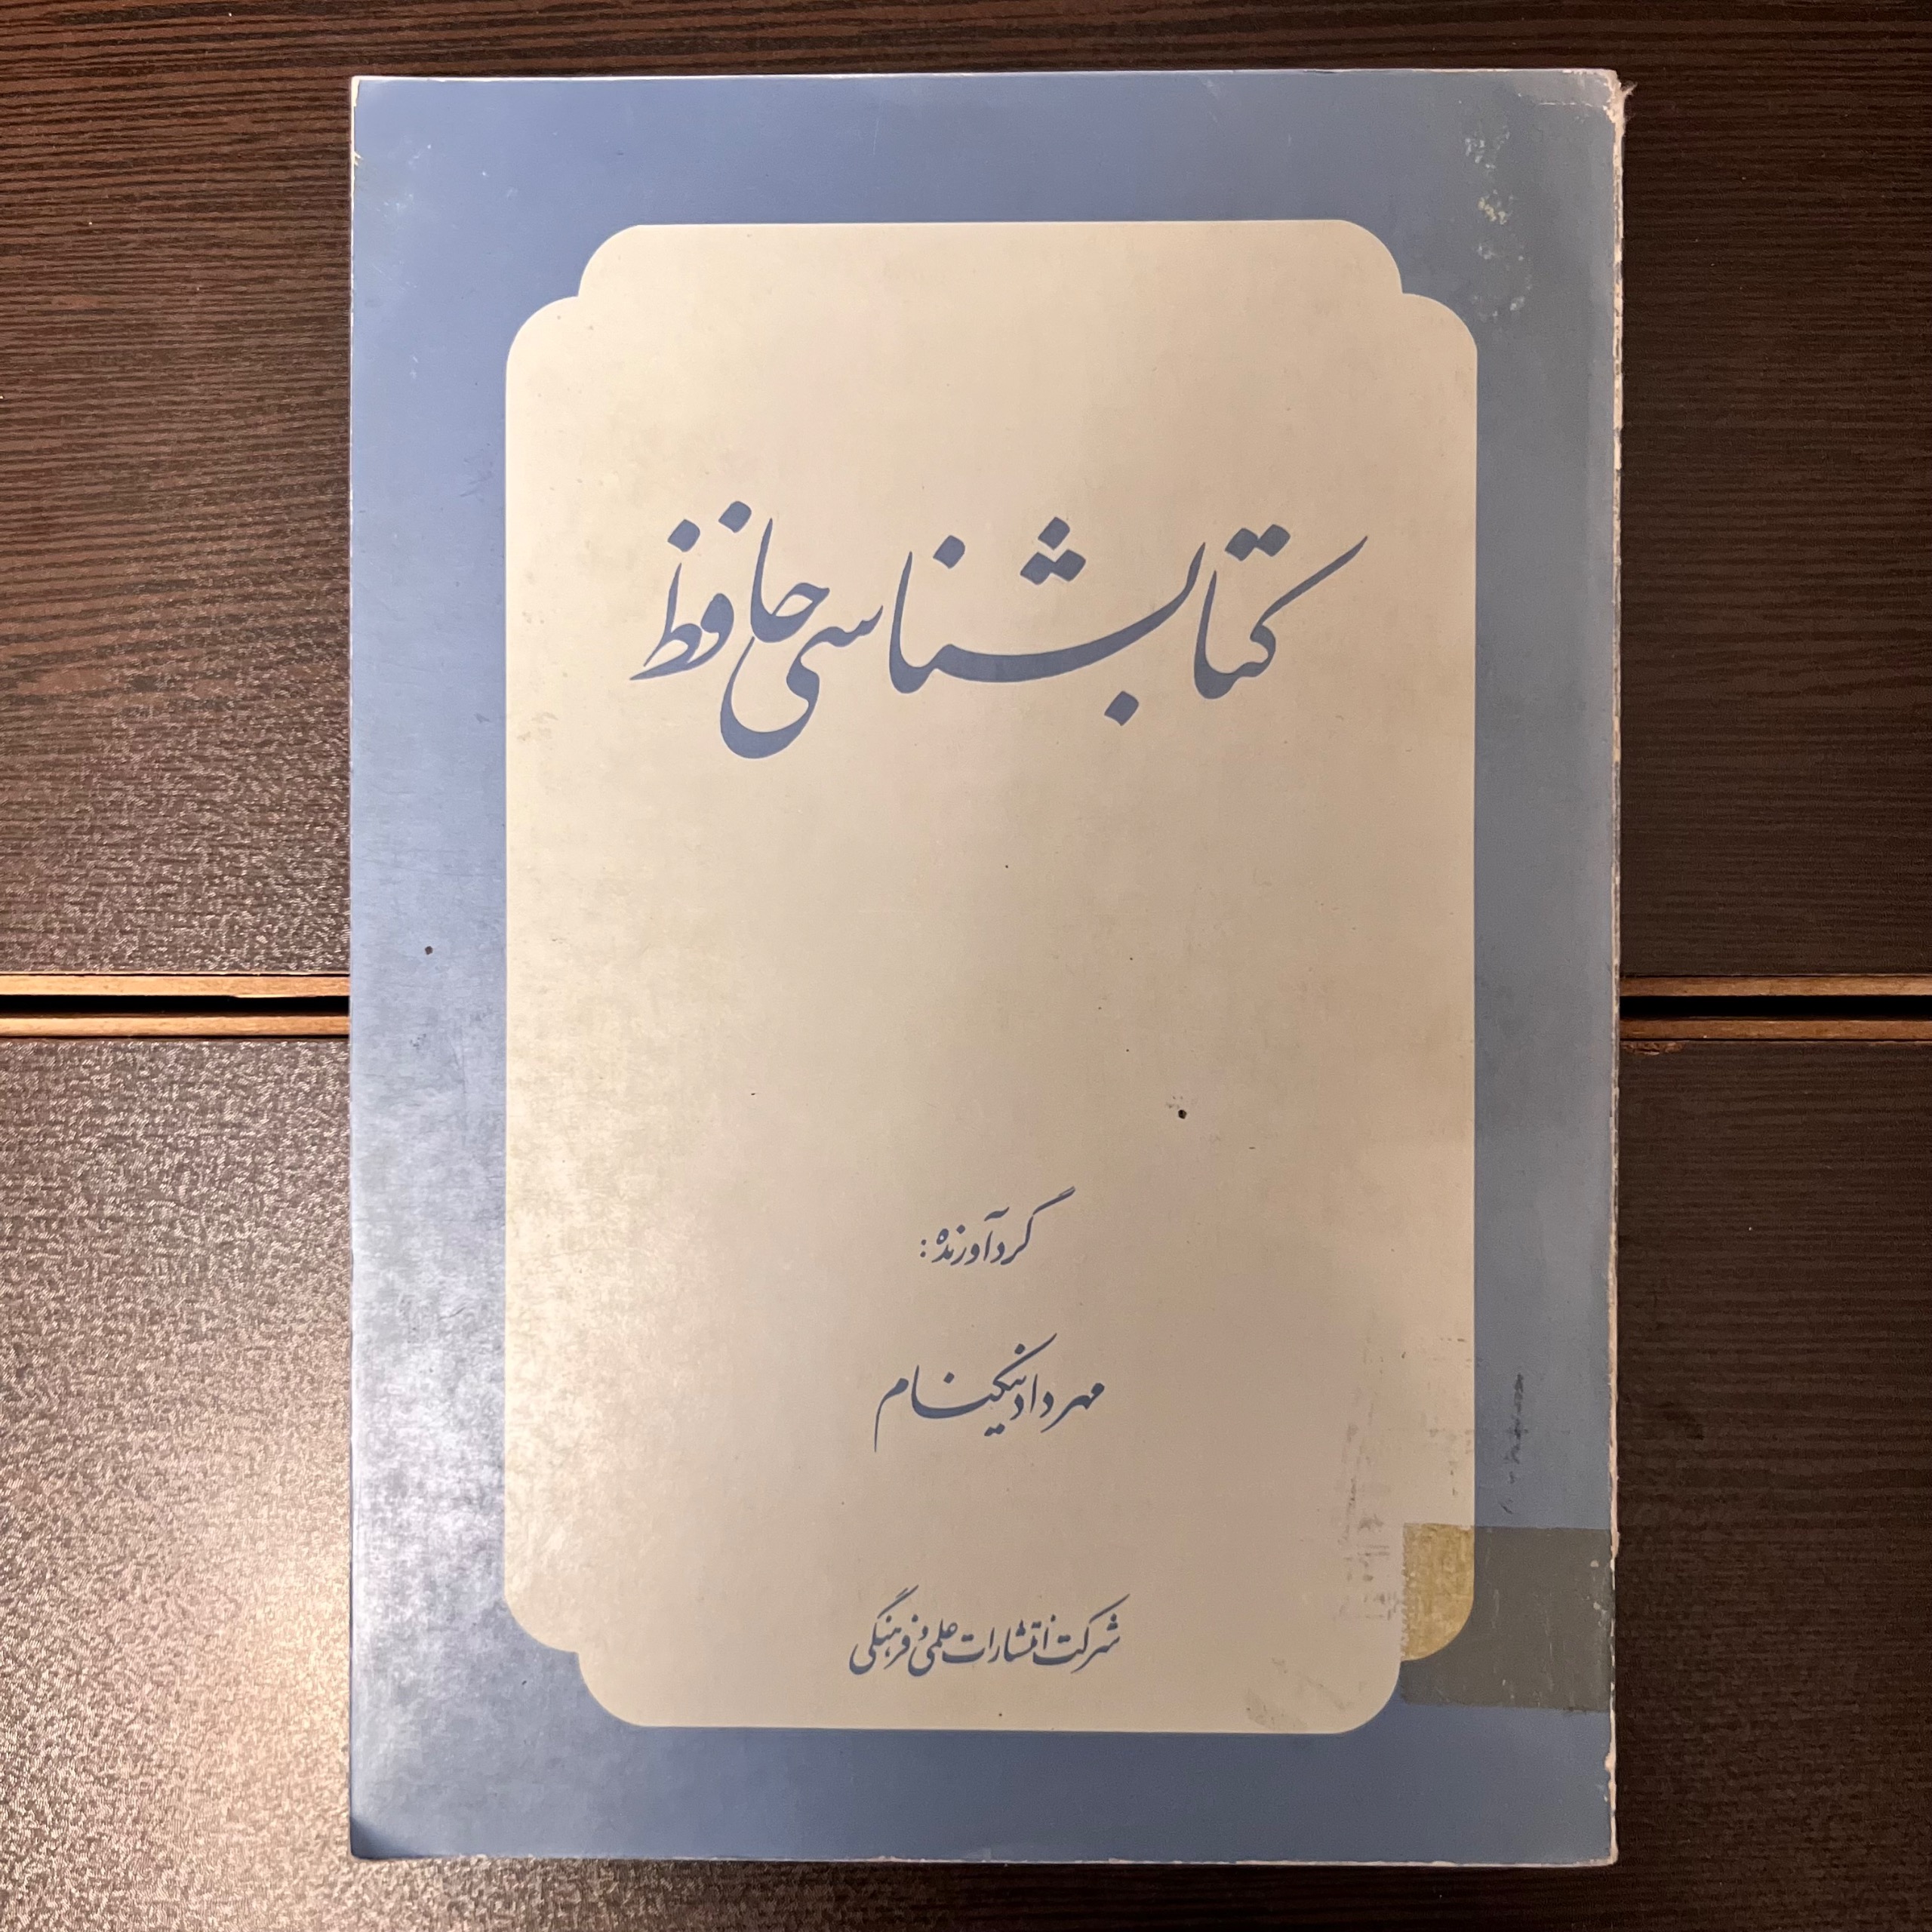 کتابشناسی حافظ
گردآورنده:
مهرداد نیکنام
شرکت انتشارات علمی و فرهنگی